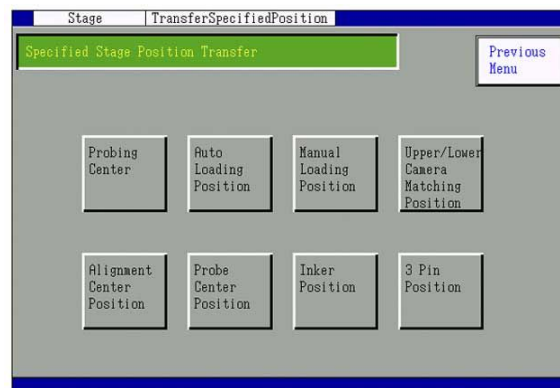 Stage TransferSpecifiedPosition
Specified Stage Position Transfer
Previous
Menu
Probing
Center
Auto
Loading
Position
Manual
Loading
Position
Upper/Lower
Camera
Matching
Position
Alignment
Center
Position
Probe
Center
Position
Inker
Position
3 Pin
Position